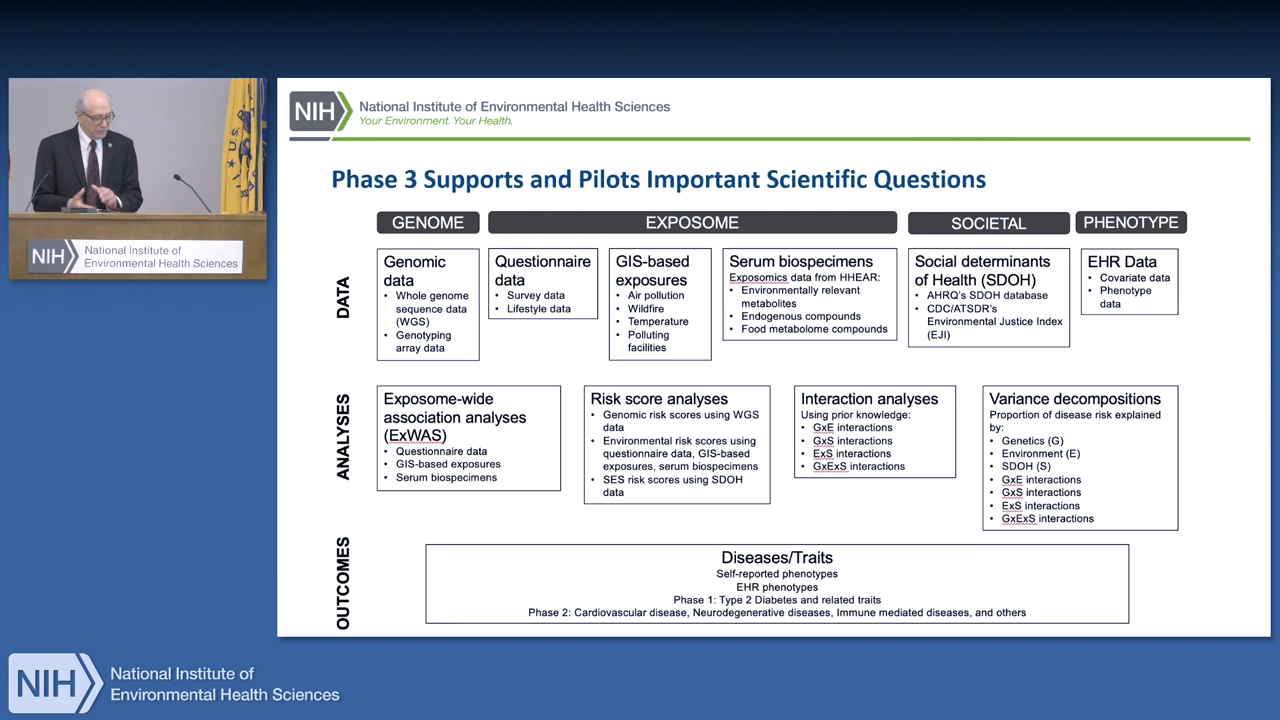 NIH National Institute of Environmental Health Sciences
Your Environment. Your Health.
Phase 3 Supports and Pilots Important Scientific Questions
GENOME
EXPOSOME
SOCIETAL
PHENOTYPE
DATA
Genomic
data
• Whole genome
sequence data
(WGS)
• Genotyping
array data
Questionnaire
data
• Survey data
• Lifestyle data
GIS-based
exposures
• Air pollution
• Wildfire
• Temperature
• Polluting
facilities
Serum biospecimens
Exposomics data from HHEAR:
• Environmentally relevant
metabolites
• Endogenous compounds
• Food metabolome compounds
Social determinants
of Health (SDOH)
• AHRQ's SDOH database
• CDC/ATSDR's
Environmental Justice Index
(EJI)
EHR Data
• Covariate data
• Phenotype
data
ANALYSES
Exposome-wide
association analyses
(ExWAS)
• Questionnaire data
• GIS-based exposures
• Serum biospecimens
Risk score analyses
• Genomic risk scores using WGS
data
• Environmental risk scores using
questionnaire data, GIS-based
exposures, serum biospecimens
• SES risk scores using SDOH
data
Interaction analyses
Using prior knowledge:
• GxE interactions
• GxS interactions
• ExS interactions
• GxExS interactions
Variance decompositions
Proportion of disease risk explained
by:
• Genetics (G)
• Environment (E)
• SDOH (S)
• GxE interactions
• GxS interactions
• ExS interactions
• GxExS interactions
OUTCOMES
Diseases/Traits
Self-reported phenotypes
EHR phenotypes
Phase 1: Type 2 Diabetes and related traits
Phase 2: Cardiovascular disease, Neurodegenerative diseases, Immune mediated diseases, and others
U.S.
NIH National Institute of
Environmental Health Sciences
NIH National Institute of
Environmental Health Sciences